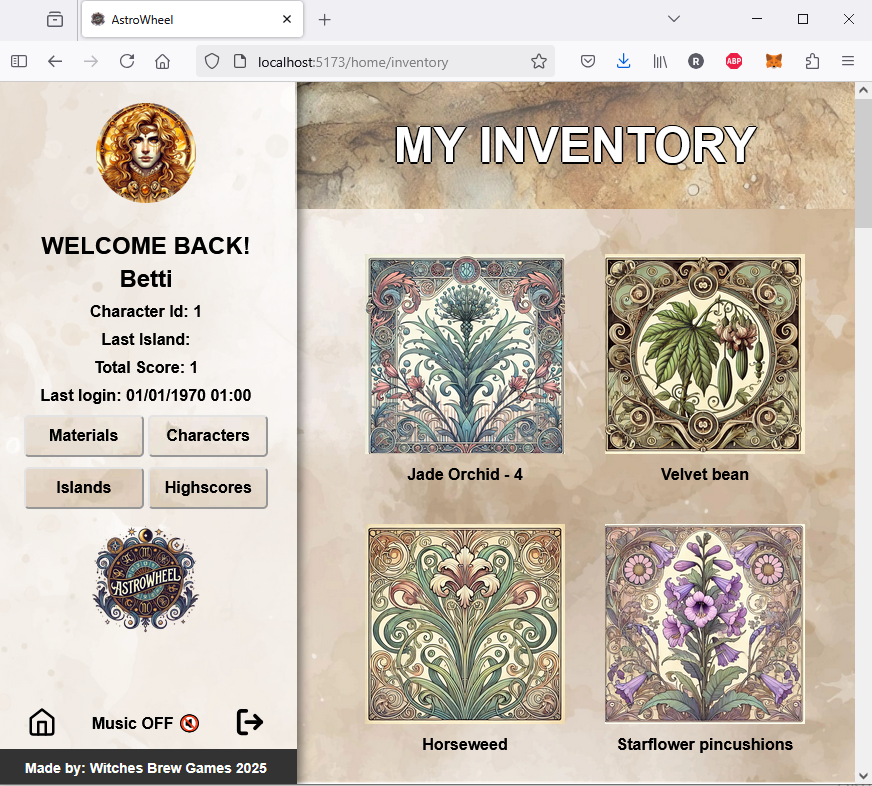 AstroWheel
localhost:5173/home/inventory
R
ABP
WELCOME BACK!
Betti
Character Id: 1
Last Island:
Total Score: 1
Last login: 01/01/1970 01:00
Materials
Characters
Islands
Highscores
ASTROWHEEL
Music OFF
Made by: Witches Brew Games 2025
MY INVENTORY
Jade Orchid - 4
Velvet bean
Horseweed
Starflower pincushions